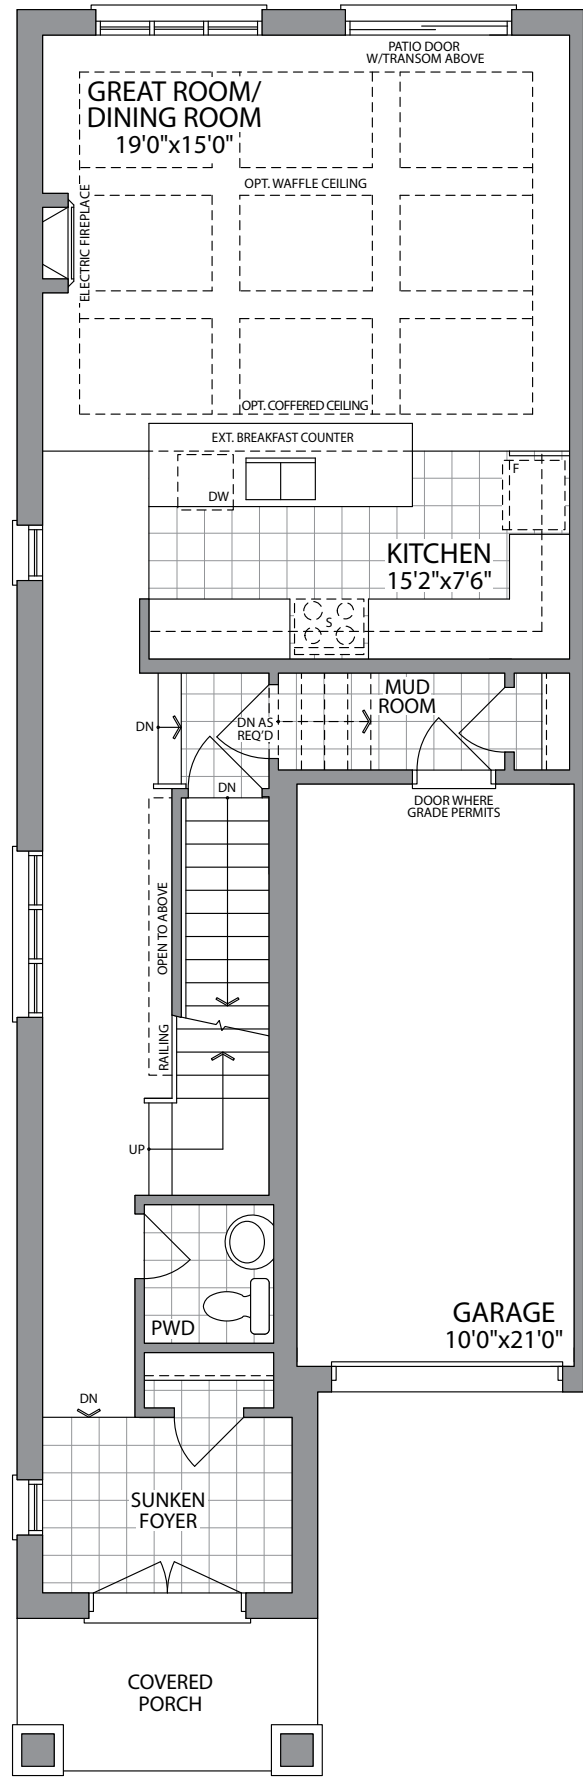 PATIO DOOR
W/TRANSOM ABOVE
GREAT ROOM/
DINING ROOM
19'0"x15'0"
OPT. WAFFLE CEILING
ELECTRIC FIREPLACE
OPT. COFFERED CEILING
EXT. BREAKFAST COUNTER
F
DW
KITCHEN
15'2"x7'6"
S
MUD
ROOM
DN
DN AS
REQ'D
DN
DOOR WHERE
GRADE PERMITS
OPEN TO ABOVE
RAILING
UP
PWD
GARAGE
10'0"x21'0"
DN
SUNKEN
FOYER
COVERED
PORCH